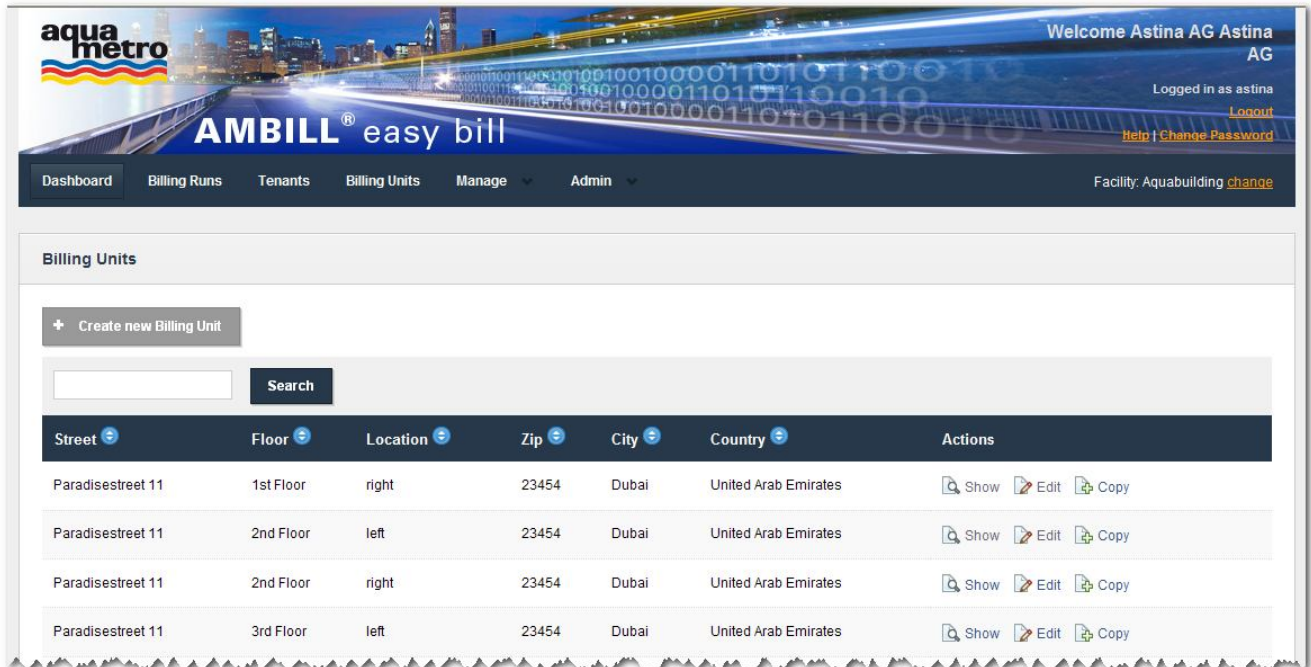 aqua
metro
Welcome Astina AG Astina
AG
Logged in as astina
Logout
Help | Change Password
AMBILL® easy bill
Dashboard Billing Runs Tenants Billing Units Manage Admin Facility: Aquabuilding change
Billing Units
+ Create new Billing Unit
Search
Street Floor Location Zip City Country Actions
Paradisestreet 11 1st Floor right 23454 Dubai United Arab Emirates Show Edit Copy
Paradisestreet 11 2nd Floor left 23454 Dubai United Arab Emirates Show Edit Copy
Paradisestreet 11 2nd Floor right 23454 Dubai United Arab Emirates Show Edit Copy
Paradisestreet 11 3rd Floor left 23454 Dubai United Arab Emirates Show Edit Copy